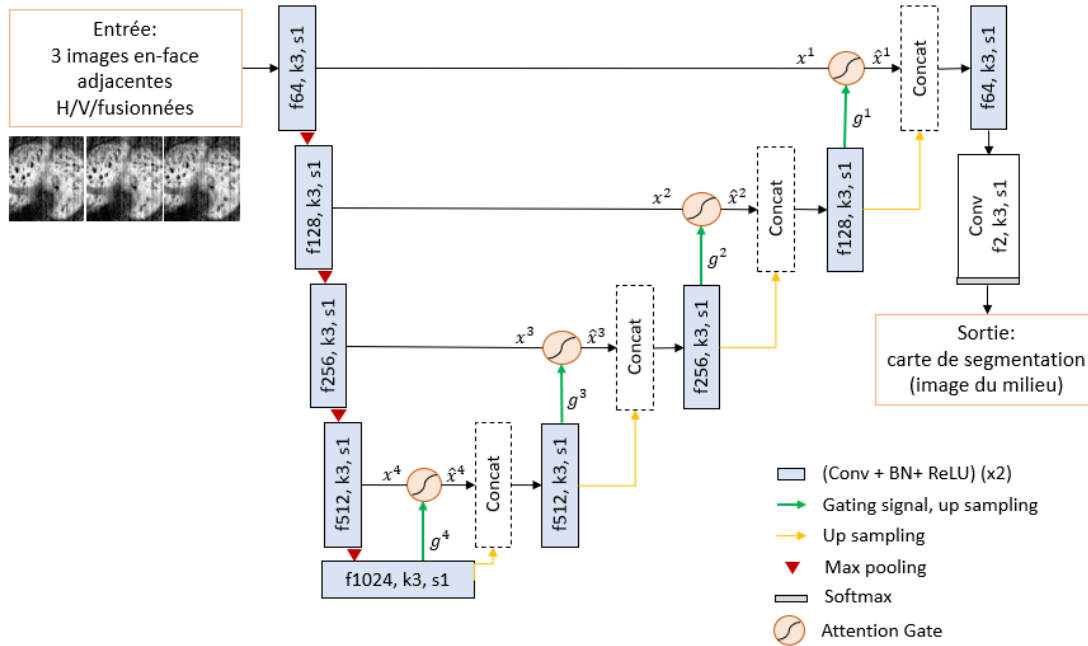 Entrée:
3 images en-face
adjacentes
H/V/fusionnées
f64, k3, s1
f128, k3, s1
f256, k3, s1
f512, k3, s1
f1024, k3, s1
x⁴
x̂⁴
g⁴
Concat
f512, k3, s1
x³
x̂³
g³
Concat
f256, k3, s1
x²
x̂²
g²
Concat
f128, k3, s1
x¹
x̂¹
g¹
Concat
f64, k3, s1
Conv
f2, k3, s1
Sortie:
carte de segmentation
(image du milieu)
(Conv + BN+ ReLU) (x2)
Gating signal, up sampling
Up sampling
Max pooling
Softmax
Attention Gate